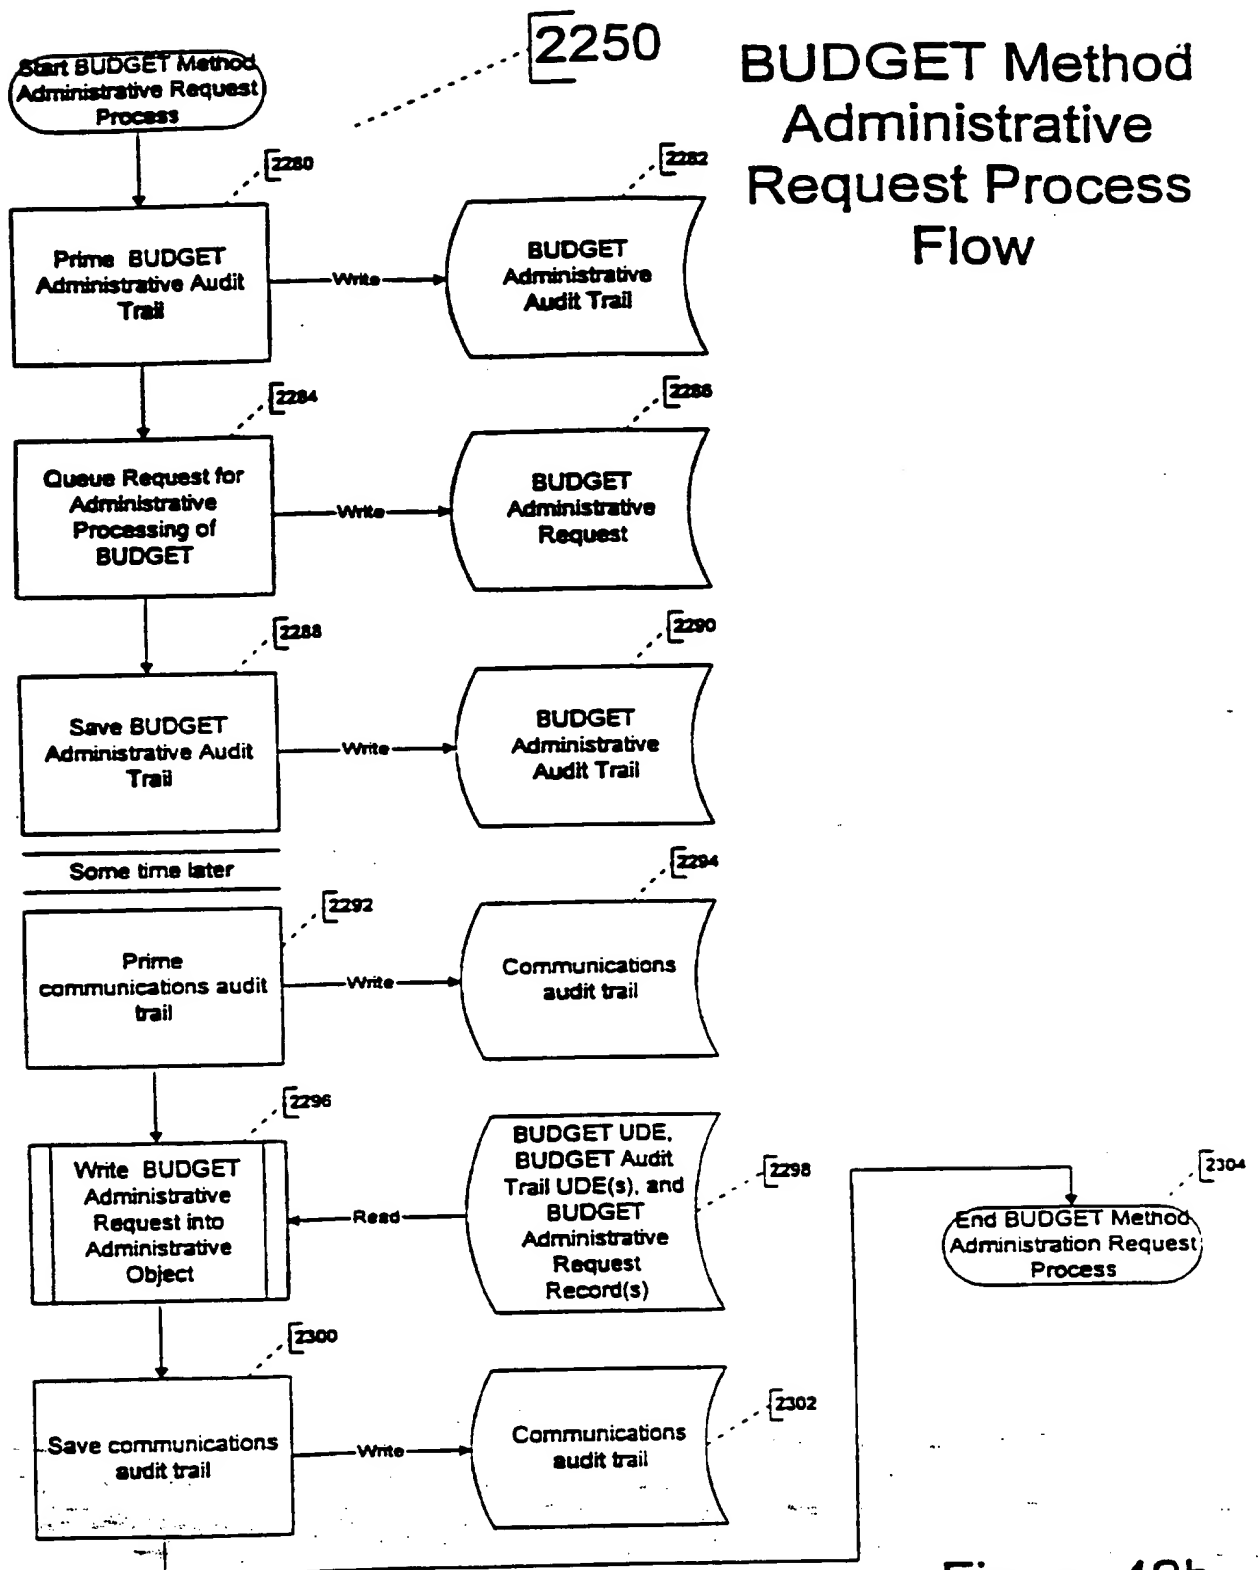 2250
BUDGET Method
Administrative
Request Process
Flow
Start BUDGET Method
Administrative Request
Process
2280
2282
Prime BUDGET
Administrative Audit
Trail
Write
BUDGET
Administrative
Audit Trail
2284
2286
Queue Request for
Administrative
Processing of
BUDGET
Write
BUDGET
Administrative
Request
2288
2290
Save BUDGET
Administrative Audit
Trail
Write
BUDGET
Administrative
Audit Trail
Some time later
2292
2294
Prime
communications audit
trail
Write
Communications
audit trail
2296
Write BUDGET
Administrative
Request into
Administrative
Object
Read
BUDGET UDE,
BUDGET Audit
Trail UDE(s), and
BUDGET
Administrative
Request
Record(s)
2298
2304
End BUDGET Method
Administration Request
Process
2300
Save communications
audit trail
Write
Communications
audit trail
2302